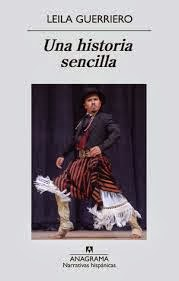 LEILA GUERRIERO
Una historia
sencilla
ANAGRAMA
Narrativas hispánicas